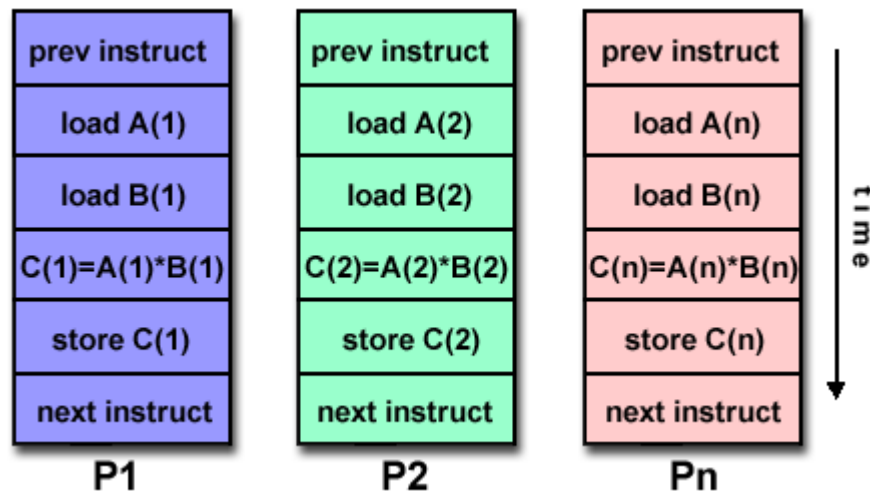 prev instruct
load A(1)
load B(1)
C(1)=A(1)*B(1)
store C(1)
next instruct
P1
prev instruct
load A(2)
load B(2)
C(2)=A(2)*B(2)
store C(2)
next instruct
P2
prev instruct
load A(n)
load B(n)
C(n)=A(n)*B(n)
store C(n)
next instruct
Pn
time